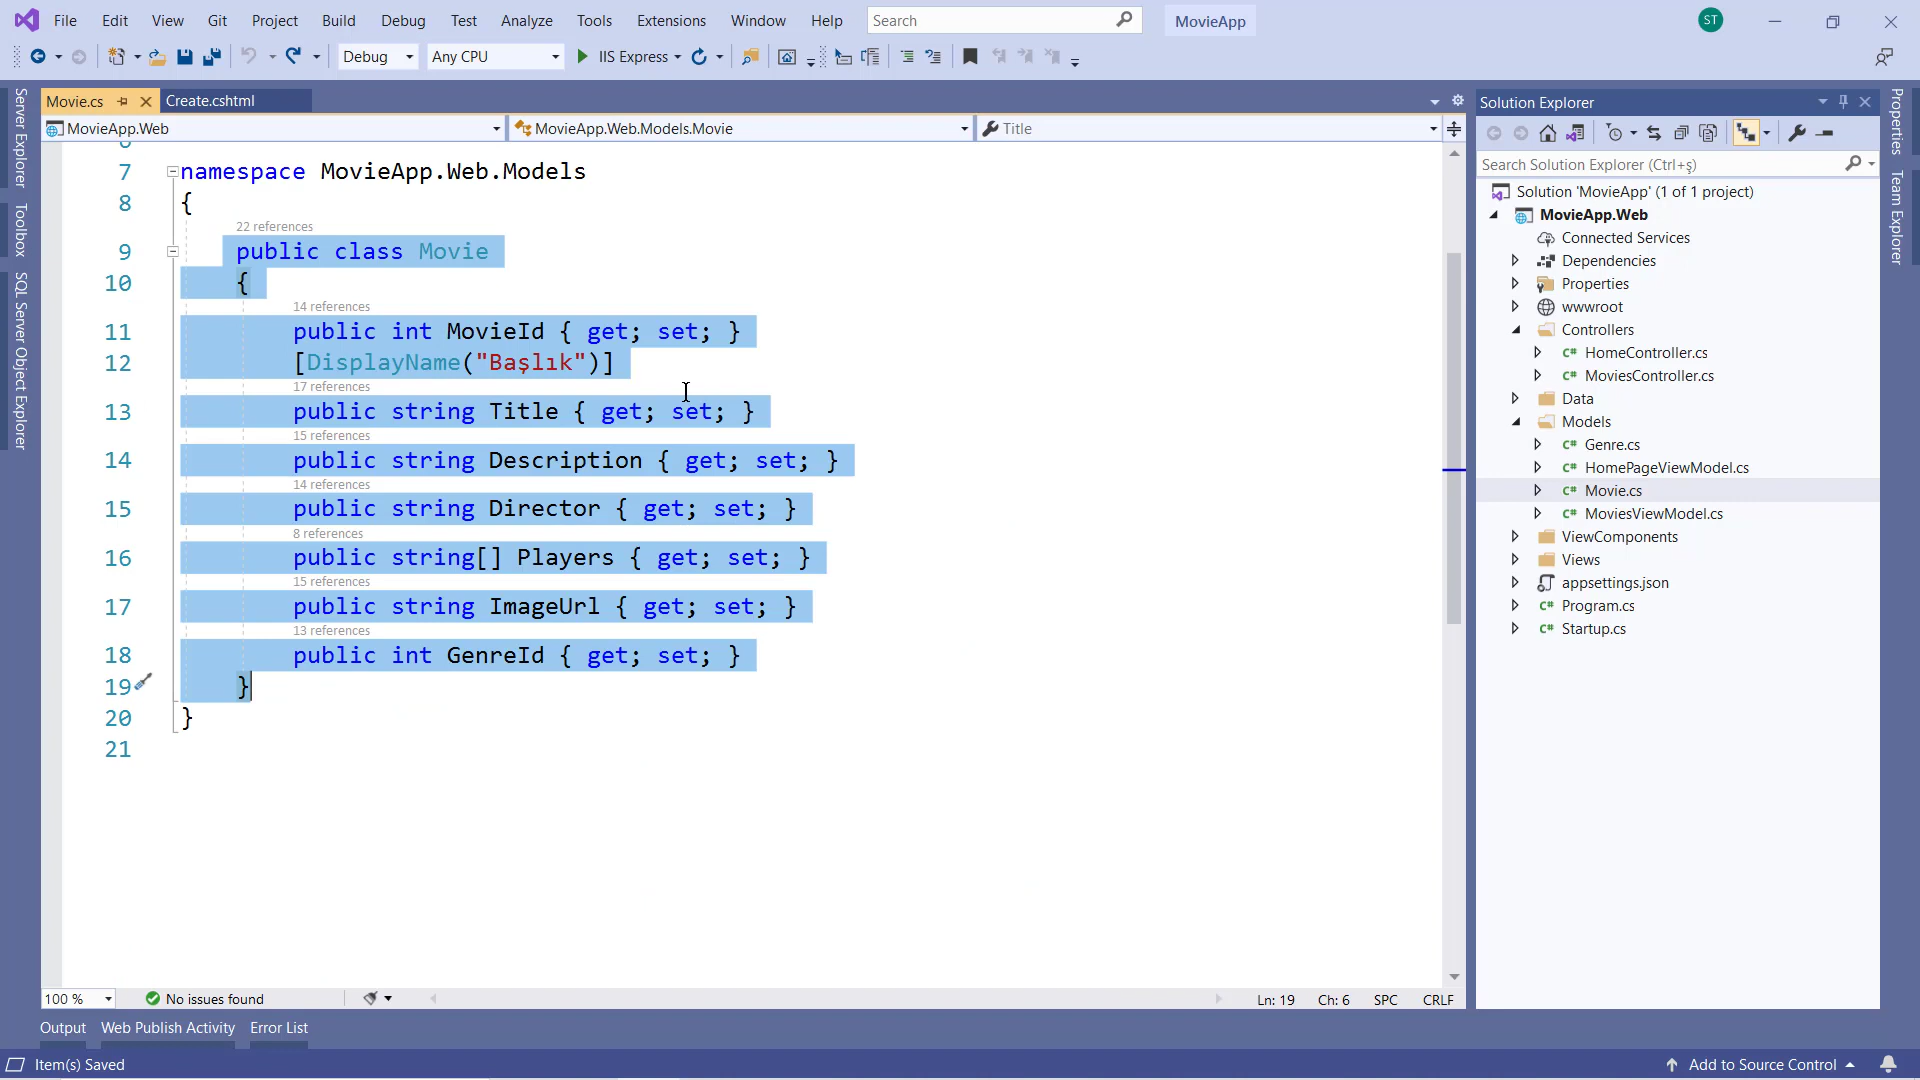 File Edit View Git Project Build Debug Test Analyze Tools Extensions Window Help Search MovieApp ST
Debug Any CPU IIS Express
Server Explorer
Toolbox
SQL Server Object Explorer
Movie.cs Create.cshtml
MovieApp.Web MovieApp.Web.Models.Movie Title
7 namespace MovieApp.Web.Models
8 {
22 references
9 public class Movie
10 {
14 references
11 public int MovieId { get; set; }
12 [DisplayName("Başlık")]
17 references
13 public string Title { get; set; }
15 references
14 public string Description { get; set; }
14 references
15 public string Director { get; set; }
8 references
16 public string[] Players { get; set; }
15 references
17 public string ImageUrl { get; set; }
13 references
18 public int GenreId { get; set; }
19 }
20 }
21
100 % No issues found Ln: 19 Ch: 6 SPC CRLF
Solution Explorer
Search Solution Explorer (Ctrl+ş)
Solution 'MovieApp' (1 of 1 project)
MovieApp.Web
Connected Services
Dependencies
Properties
wwwroot
Controllers
C# HomeController.cs
C# MoviesController.cs
Data
Models
C# Genre.cs
C# HomePageViewModel.cs
C# Movie.cs
C# MoviesViewModel.cs
ViewComponents
Views
appsettings.json
C# Program.cs
C# Startup.cs
Properties
Team Explorer
Output Web Publish Activity Error List
Item(s) Saved Add to Source Control